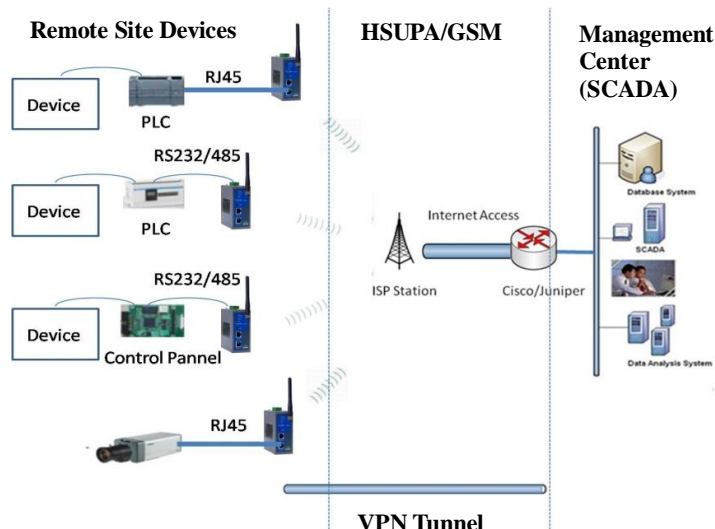 Remote Site Devices
HSUPA/GSM
Management
Center
(SCADA)
RJ45
Device
PLC
RS232/485
Device
PLC
RS232/485
Device
Control Pannel
RJ45
Internet Access
ISP Station
Cisco/Juniper
Database System
SCADA
Data Analysis System
VPN Tunnel